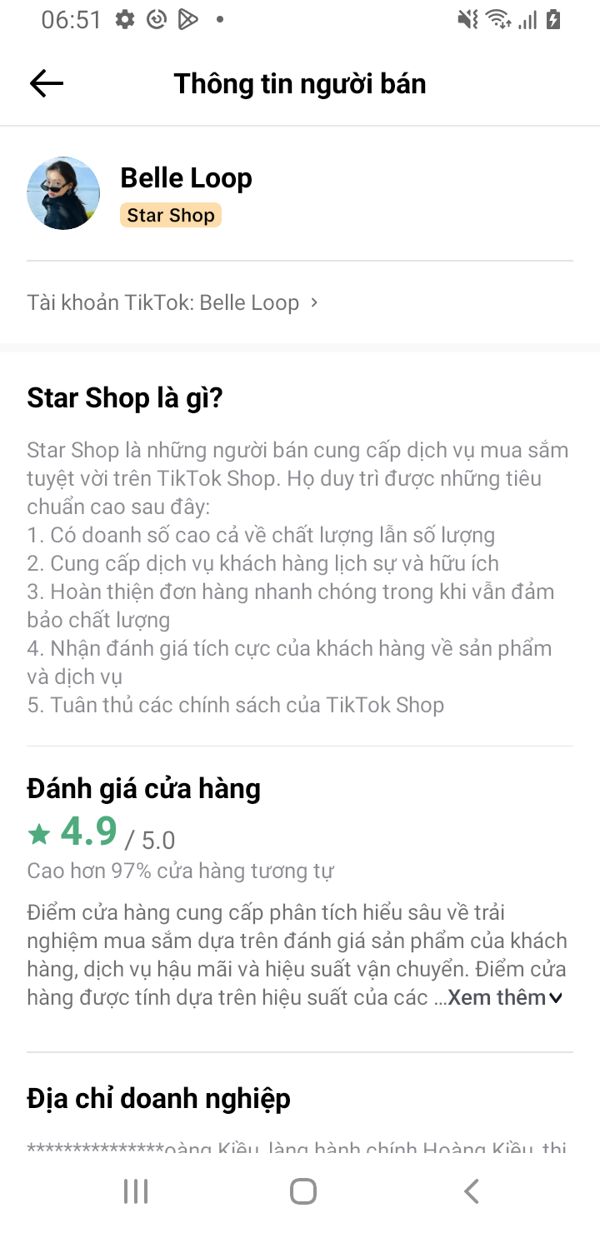 06:51
Thông tin người bán
Belle Loop
Star Shop
Tài khoản TikTok: Belle Loop >
Star Shop là gì?
Star Shop là những người bán cung cấp dịch vụ mua sắm
tuyệt vời trên TikTok Shop. Họ duy trì được những tiêu
chuẩn cao sau đây:
1. Có doanh số cao cả về chất lượng lẫn số lượng
2. Cung cấp dịch vụ khách hàng lịch sự và hữu ích
3. Hoàn thiện đơn hàng nhanh chóng trong khi vẫn đảm
bảo chất lượng
4. Nhận đánh giá tích cực của khách hàng về sản phẩm
và dịch vụ
5. Tuân thủ các chính sách của TikTok Shop
Đánh giá cửa hàng
4.9 / 5.0
Cao hơn 97% cửa hàng tương tự
Điểm cửa hàng cung cấp phân tích hiểu sâu về trải
nghiệm mua sắm dựa trên đánh giá sản phẩm của khách
hàng, dịch vụ hậu mãi và hiệu suất vận chuyển. Điểm cửa
hàng được tính dựa trên hiệu suất của các ...Xem thêm
Địa chỉ doanh nghiệp
***************oàng Kiều, làng hành chính Hoàng Kiều, thị